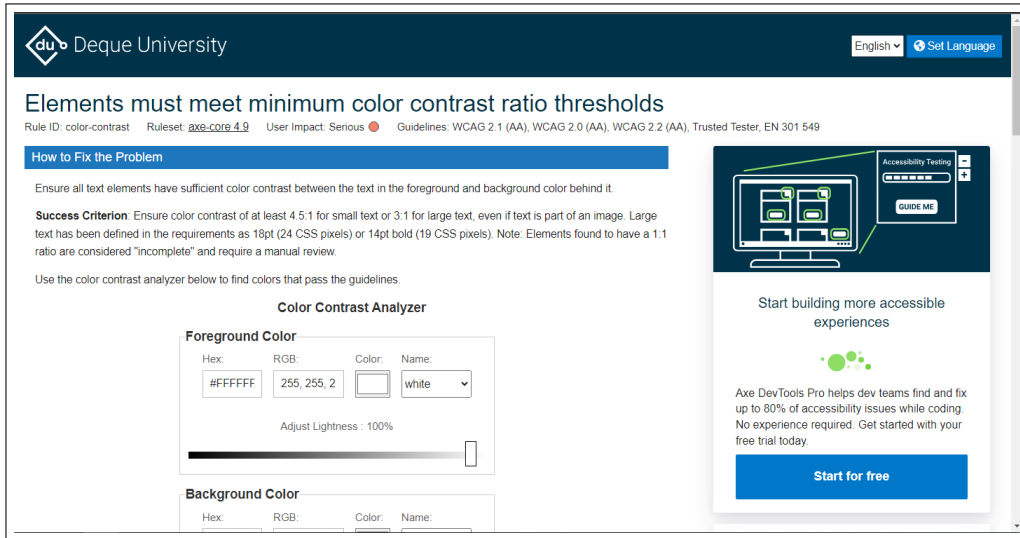 du Deque University
English
Set Language
Elements must meet minimum color contrast ratio thresholds
Rule ID: color-contrast Ruleset: axe-core 4.9 User Impact: Serious Guidelines: WCAG 2.1 (AA), WCAG 2.0 (AA), WCAG 2.2 (AA), Trusted Tester, EN 301 549
How to Fix the Problem
Ensure all text elements have sufficient color contrast between the text in the foreground and background color behind it.
Success Criterion: Ensure color contrast of at least 4.5:1 for small text or 3:1 for large text, even if text is part of an image. Large
text has been defined in the requirements as 18pt (24 CSS pixels) or 14pt bold (19 CSS pixels). Note: Elements found to have a 1:1
ratio are considered "incomplete" and require a manual review.
Use the color contrast analyzer below to find colors that pass the guidelines.
Color Contrast Analyzer
Foreground Color
Hex: RGB: Color: Name:
#FFFFFF 255, 255, 2 white
Adjust Lightness : 100%
Background Color
Hex: RGB: Color: Name:
Accessibility Testing
GUIDE ME
Start building more accessible
experiences
Axe DevTools Pro helps dev teams find and fix
up to 80% of accessibility issues while coding.
No experience required. Get started with your
free trial today.
Start for free